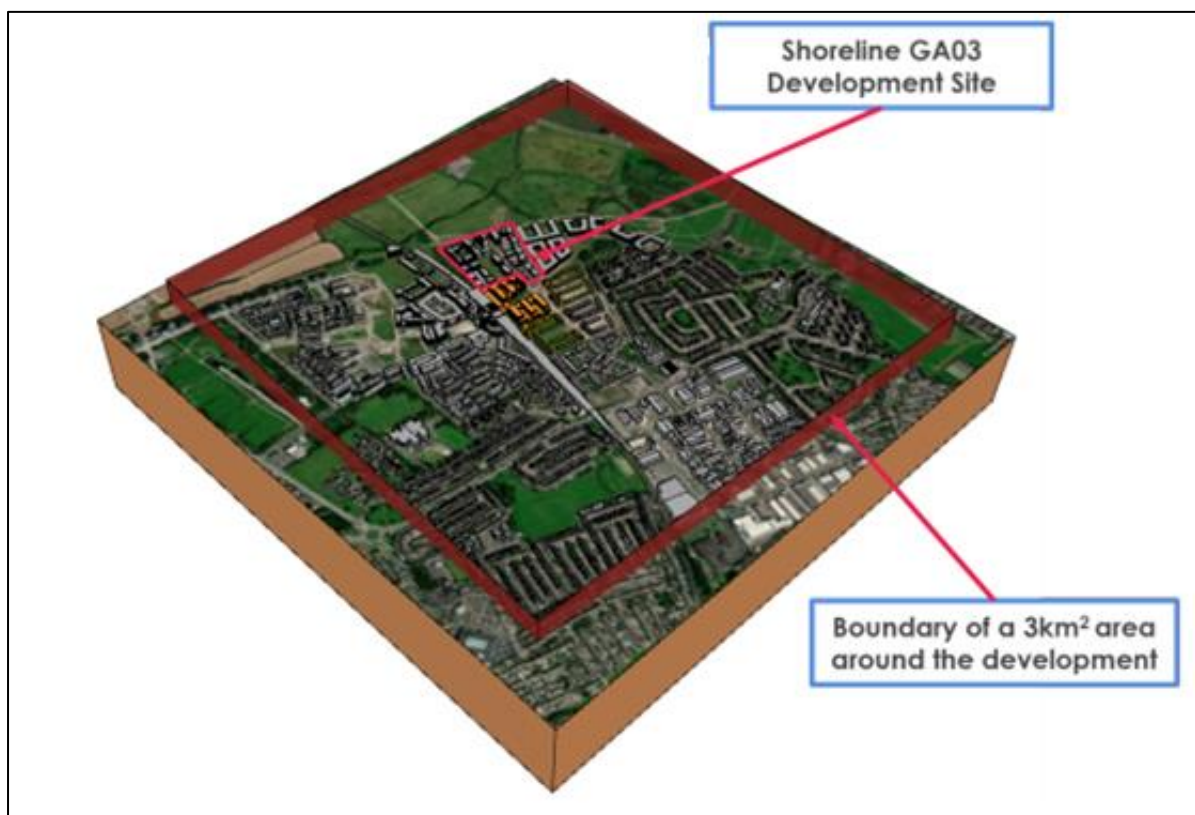 Shoreline GA03
Development Site
Boundary of a 3km² area
around the development